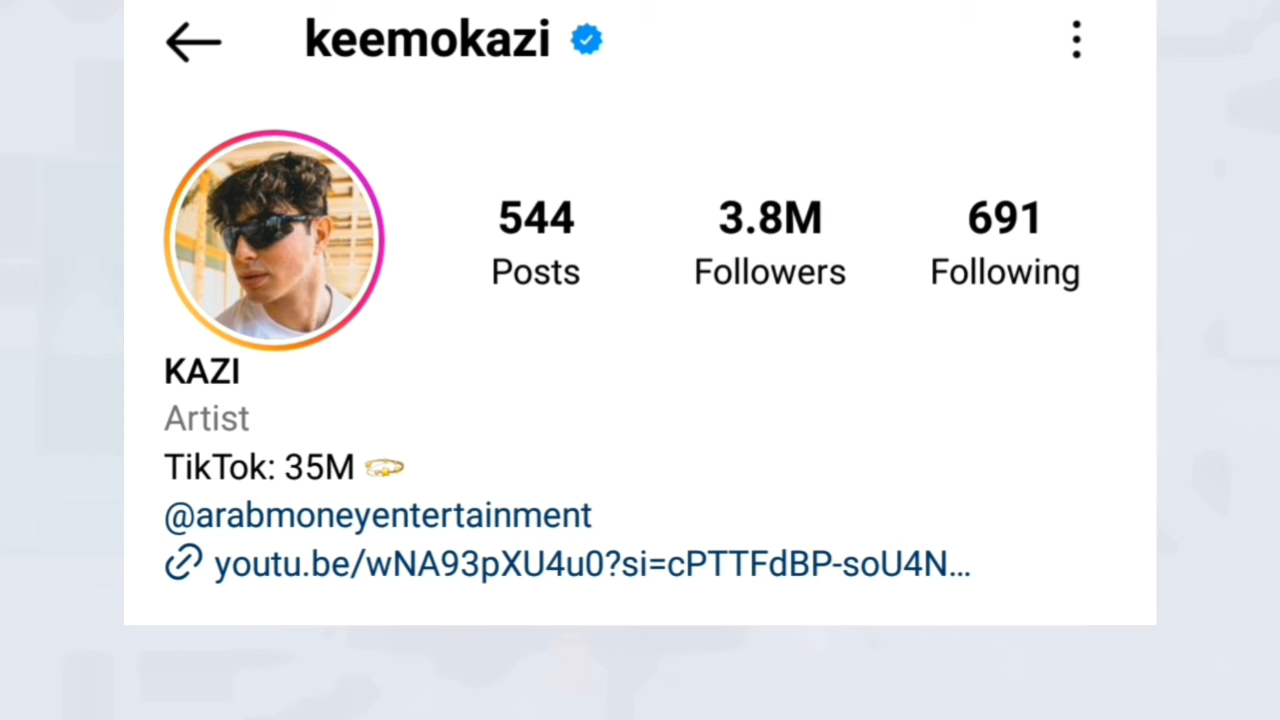 keemokazi
544 3.8M 691
Posts Followers Following
KAZI
Artist
TikTok: 35M
@arabmoneyentertainment
youtu.be/wNA93pXU4u0?si=cPTTFdBP-soU4N...